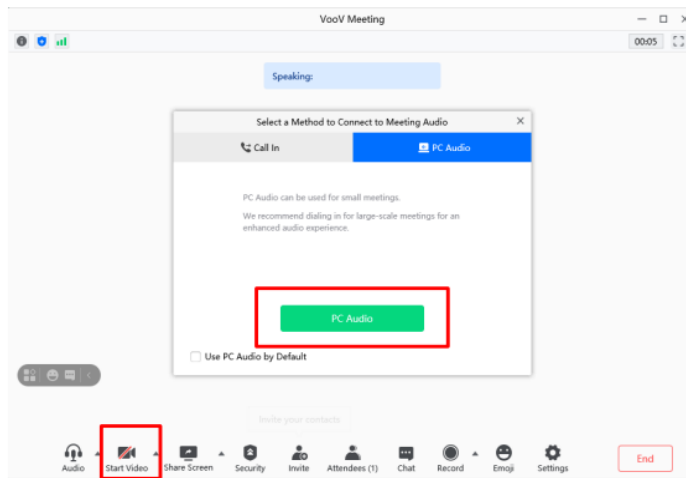 VooV Meeting
00:05
Speaking:
Select a Method to Connect to Meeting Audio
Call In
PC Audio
PC Audio can be used for small meetings.
We recommend dialing in for large-scale meetings for an
enhanced audio experience.
PC Audio
Use PC Audio by Default
Invite your contacts
Audio
Start Video
Share Screen
Security
Invite
Attendees (1)
Chat
Record
Emoji
Settings
End